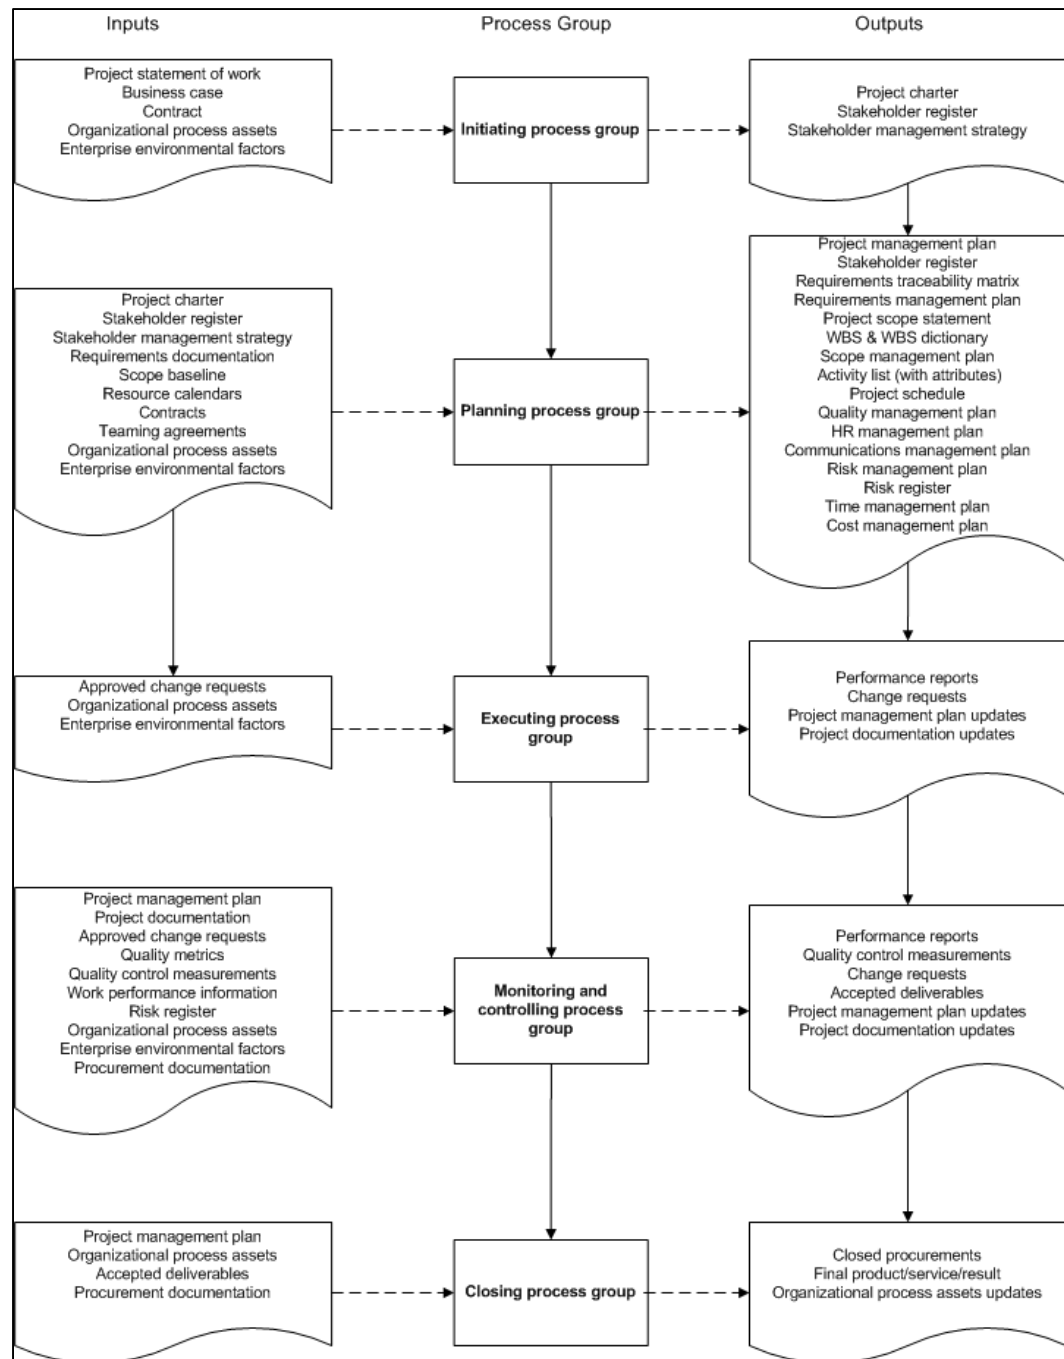 Inputs
Process Group
Outputs
Project statement of work
Business case
Contract
Organizational process assets
Enterprise environmental factors
Initiating process group
Project charter
Stakeholder register
Stakeholder management strategy
Project charter
Stakeholder register
Stakeholder management strategy
Requirements documentation
Scope baseline
Resource calendars
Contracts
Teaming agreements
Organizational process assets
Enterprise environmental factors
Planning process group
Project management plan
Stakeholder register
Requirements traceability matrix
Requirements management plan
Project scope statement
WBS & WBS dictionary
Scope management plan
Activity list (with attributes)
Project schedule
Quality management plan
HR management plan
Communications management plan
Risk management plan
Risk register
Time management plan
Cost management plan
Approved change requests
Organizational process assets
Enterprise environmental factors
Executing process
group
Performance reports
Change requests
Project management plan updates
Project documentation updates
Project management plan
Project documentation
Approved change requests
Quality metrics
Quality control measurements
Work performance information
Risk register
Organizational process assets
Enterprise environmental factors
Procurement documentation
Monitoring and
controlling process
group
Performance reports
Quality control measurements
Change requests
Accepted deliverables
Project management plan updates
Project documentation updates
Project management plan
Organizational process assets
Accepted deliverables
Procurement documentation
Closing process group
Closed procurements
Final product/service/result
Organizational process assets updates